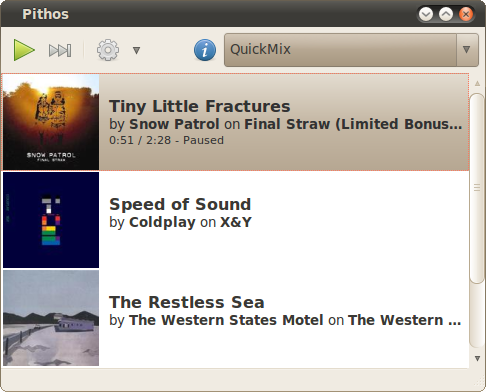 Pithos
QuickMix
Tiny Little Fractures
by Snow Patrol on Final Straw (Limited Bonus...
0:51 / 2:28 - Paused
SNOW PATROL
FINAL STRAW
Speed of Sound
by Coldplay on X&Y
The Restless Sea
by The Western States Motel on The Western ...